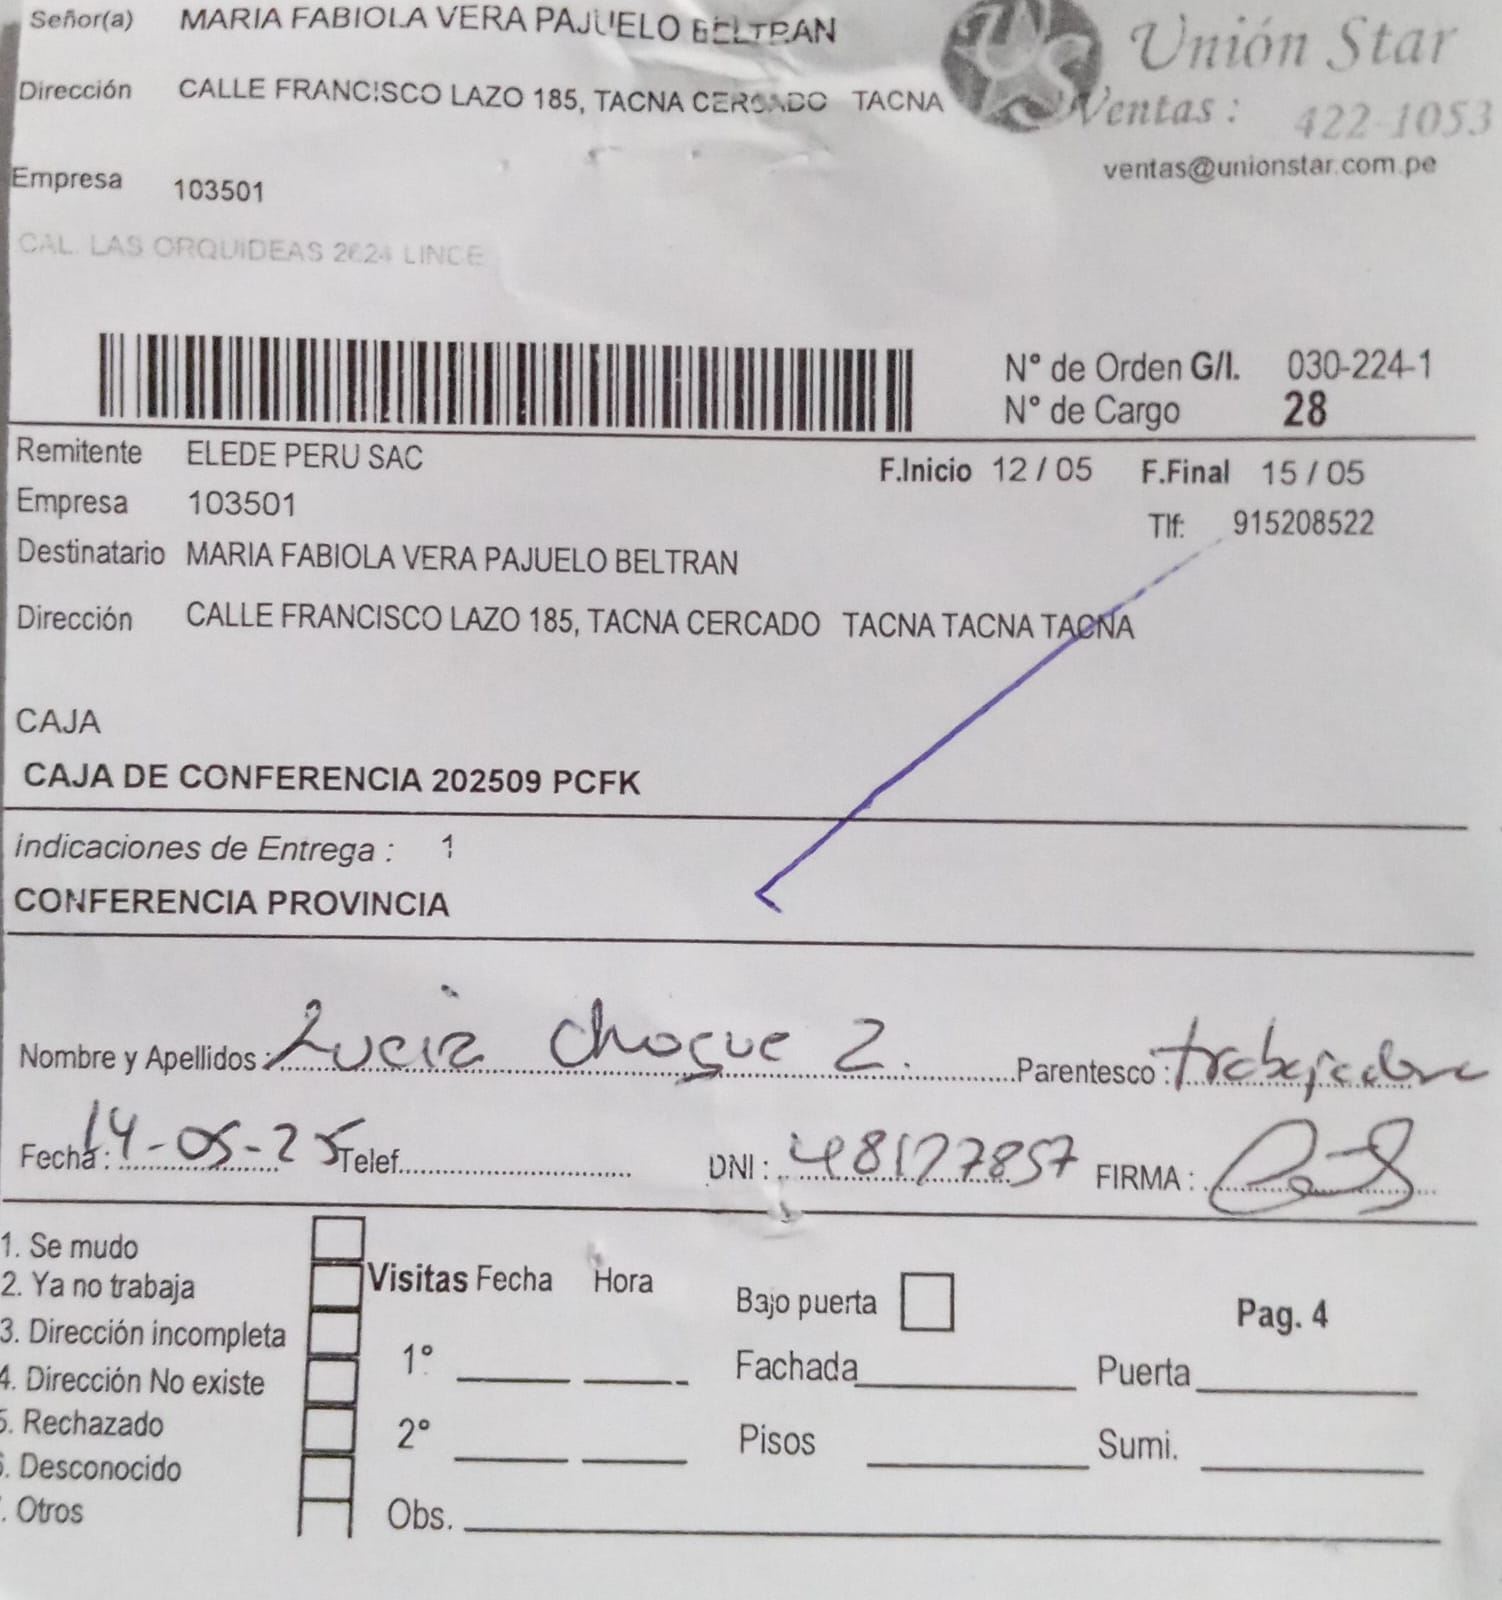 Señor(a) MARIA FABIOLA VERA PAJUELO BELTRAN
Unión Star
Dirección CALLE FRANCISCO LAZO 185, TACNA CERCADO TACNA
Ventas : 422-1053
ventas@unionstar.com.pe
Empresa 103501
CAL. LAS ORQUIDEAS 2624 LINCE
N° de Orden G/I. 030-224-1
N° de Cargo 28
Remitente ELEDE PERU SAC
F.Inicio 12 / 05 F.Final 15 / 05
Empresa 103501
Tlf: 915208522
Destinatario MARIA FABIOLA VERA PAJUELO BELTRAN
Dirección CALLE FRANCISCO LAZO 185, TACNA CERCADO TACNA TACNA TACNA
CAJA
CAJA DE CONFERENCIA 202509 PCFK
Indicaciones de Entrega : 1
CONFERENCIA PROVINCIA
Nombre y Apellidos : Lucia Choque Z. Parentesco : trabajadora
Fecha : 14-05-25 Telef. DNI : 48127857 FIRMA :
1. Se mudo
2. Ya no trabaja
3. Dirección incompleta
4. Dirección No existe
5. Rechazado
6. Desconocido
. Otros
Visitas Fecha Hora
1°
2°
Obs.
Bajo puerta
Pag. 4
Fachada Puerta
Pisos Sumi.